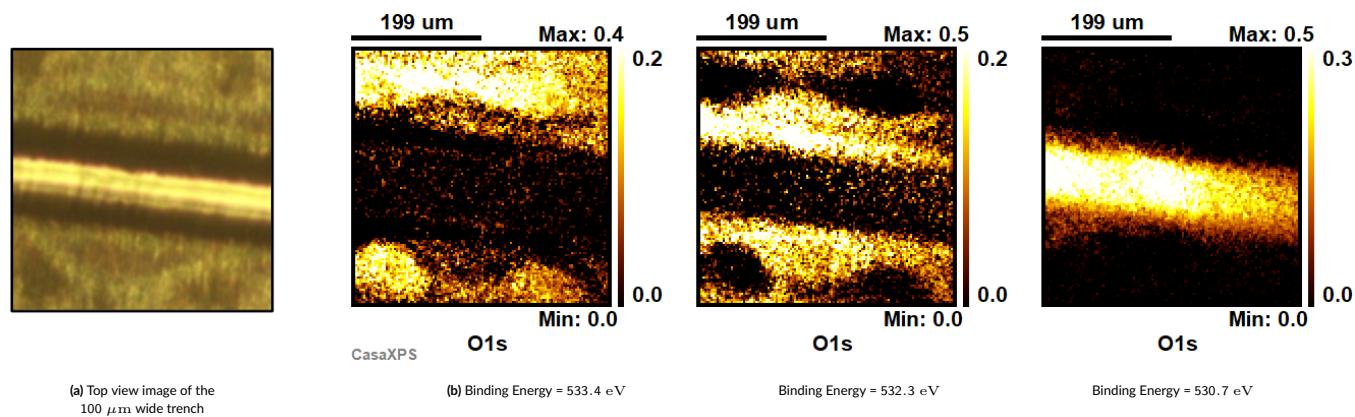 199 um
Max: 0.4
0.2
0.0
Min: 0.0
O1s
CasaXPS
199 um
Max: 0.5
0.2
0.0
Min: 0.0
O1s
199 um
Max: 0.5
0.3
0.0
Min: 0.0
O1s
(a) Top view image of the
100 μm wide trench
(b) Binding Energy = 533.4 eV
Binding Energy = 532.3 eV
Binding Energy = 530.7 eV